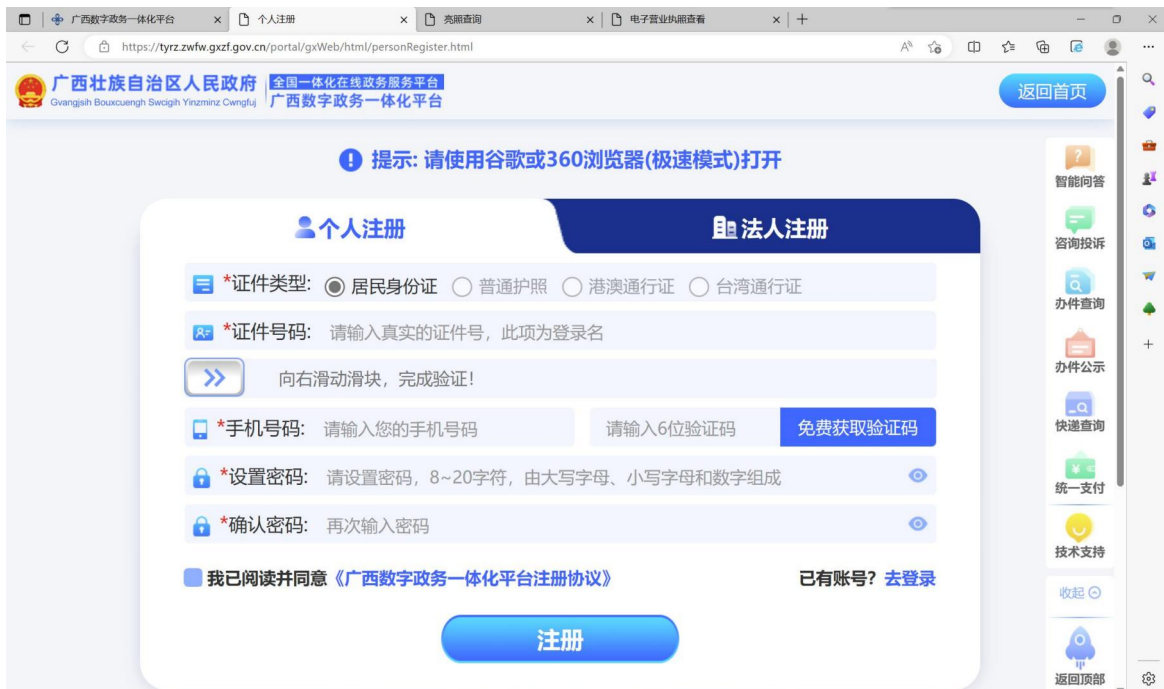 广西数字政务一体化平台
个人注册
亮照查询
电子营业执照查看
https://tyrz.zwfw.gxzf.gov.cn/portal/gxWeb/html/personRegister.html
广西壮族自治区人民政府
Gvangjsih Bouxcuengh Swcigih Yinzminz Cwngfuj
全国一体化在线政务服务平台
广西数字政务一体化平台
返回首页
提示: 请使用谷歌或360浏览器(极速模式)打开
个人注册
法人注册
*证件类型: 居民身份证 普通护照 港澳通行证 台湾通行证
*证件号码: 请输入真实的证件号，此项为登录名
向右滑动滑块，完成验证！
*手机号码: 请输入您的手机号码 请输入6位验证码 免费获取验证码
*设置密码: 请设置密码，8~20字符，由大写字母、小写字母和数字组成
*确认密码: 再次输入密码
我已阅读并同意《广西数字政务一体化平台注册协议》 已有账号？去登录
注册
智能问答
咨询投诉
办件查询
办件公示
快递查询
统一支付
技术支持
收起
返回顶部